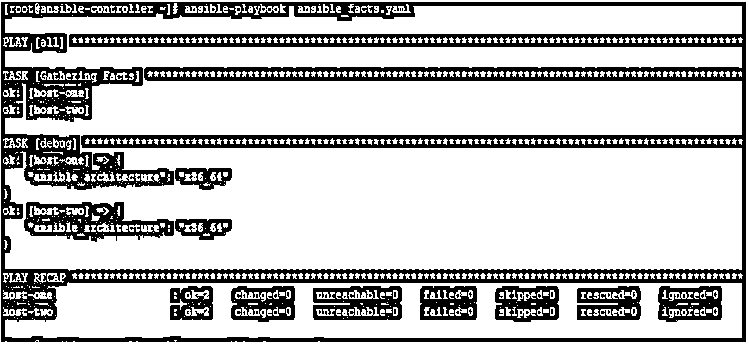 [root@ansible-controller ~]# ansible-playbook ansible_facts.yaml
PLAY [all] ****************************************************************************************************
TASK [Gathering Facts] ****************************************************************************************
ok: [host-one]
ok: [host-two]
TASK [debug] **************************************************************************************************
ok: [host-one] => {
"ansible_architecture": "x86_64"
}
ok: [host-two] => {
"ansible_architecture": "x86_64"
}
PLAY RECAP ****************************************************************************************************
host-one : ok=2 changed=0 unreachable=0 failed=0 skipped=0 rescued=0 ignored=0
host-two : ok=2 changed=0 unreachable=0 failed=0 skipped=0 rescued=0 ignored=0